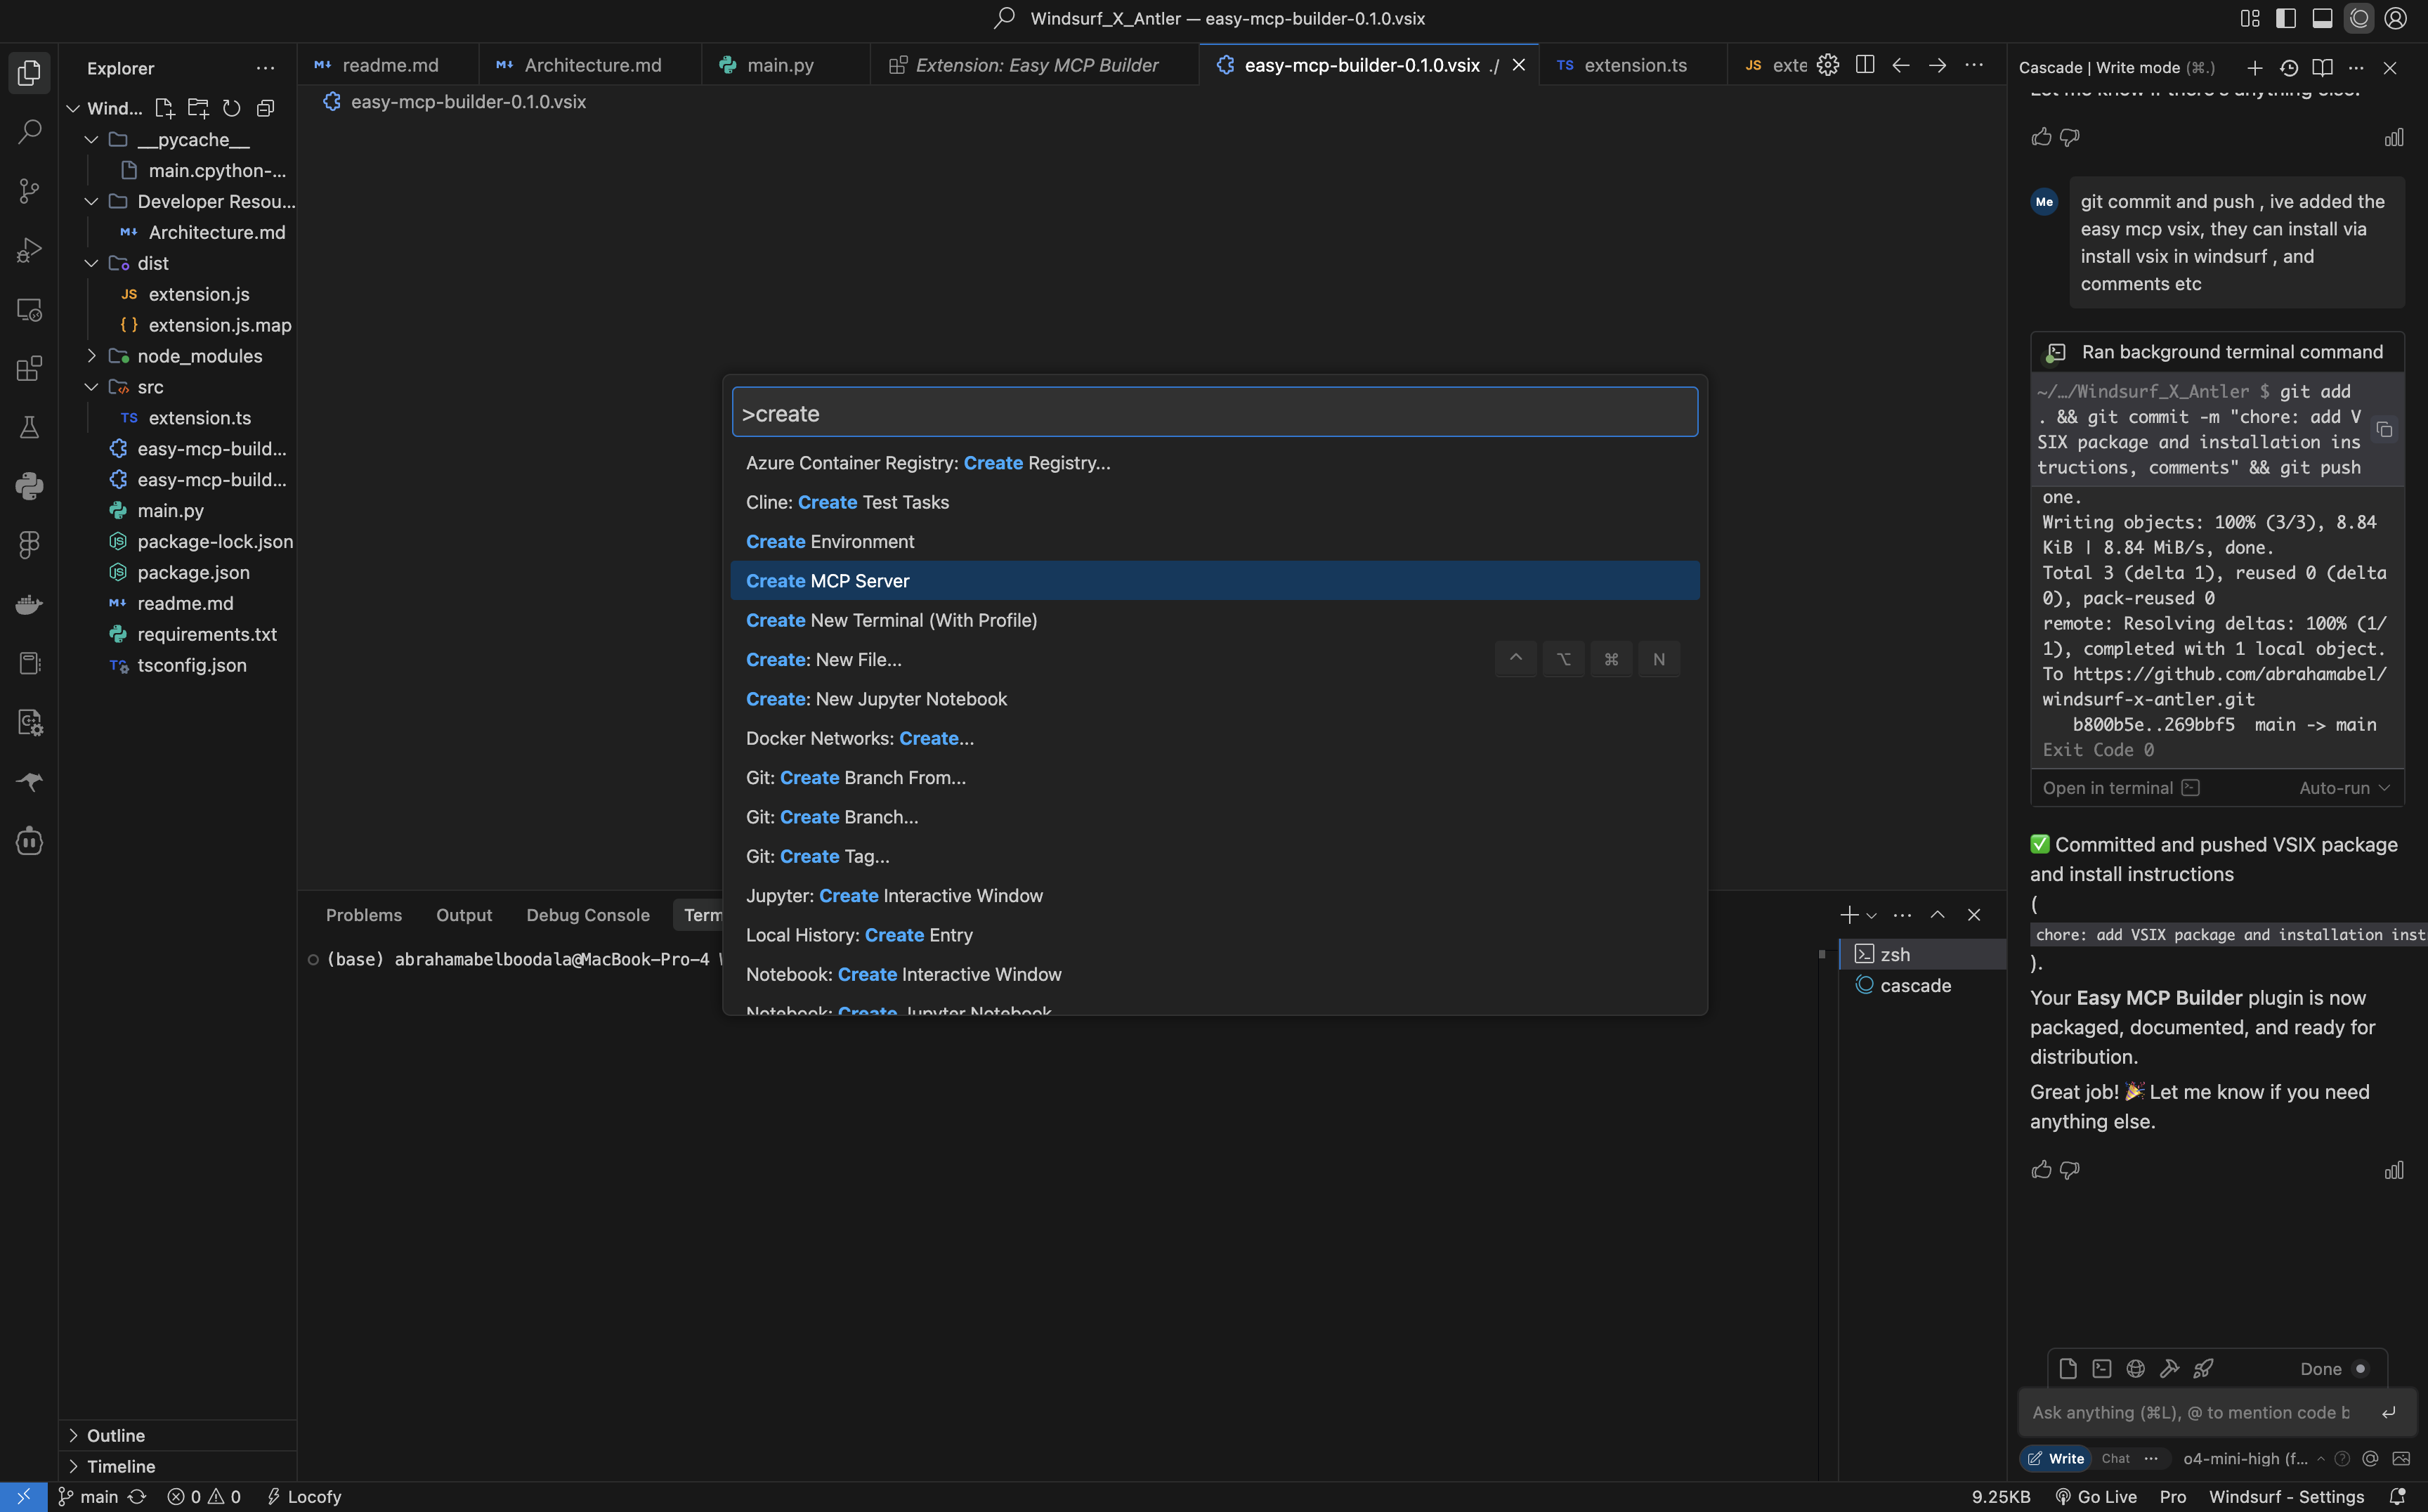 Windsurf_X_Antler — easy-mcp-builder-0.1.0.vsix
Explorer
Wind...
__pycache__
main.cpython-...
Developer Resou...
Architecture.md
dist
JS extension.js
{ } extension.js.map
node_modules
src
TS extension.ts
easy-mcp-build...
easy-mcp-build...
main.py
package-lock.json
package.json
readme.md
requirements.txt
tsconfig.json
Outline
Timeline
readme.md
Architecture.md
main.py
Extension: Easy MCP Builder
easy-mcp-builder-0.1.0.vsix ./
TS extension.ts
JS exte
easy-mcp-builder-0.1.0.vsix
>create
Azure Container Registry: Create Registry...
Cline: Create Test Tasks
Create Environment
Create MCP Server
Create New Terminal (With Profile)
Create: New File... ⌃ ⌥ ⌘ N
Create: New Jupyter Notebook
Docker Networks: Create...
Git: Create Branch From...
Git: Create Branch...
Git: Create Tag...
Jupyter: Create Interactive Window
Local History: Create Entry
Notebook: Create Interactive Window
Notebook: Create Jupyter Notebook
Problems Output Debug Console Term
(base) abrahamabelboodala@MacBook-Pro-4
zsh
cascade
Cascade | Write mode (⌘.)
Let me know if there's anything else.
Me
git commit and push , ive added the
easy mcp vsix, they can install via
install vsix in windsurf , and
comments etc
Ran background terminal command
~/…/Windsurf_X_Antler $ git add
. && git commit -m "chore: add V
SIX package and installation ins
tructions, comments" && git push
one.
Writing objects: 100% (3/3), 8.84
KiB | 8.84 MiB/s, done.
Total 3 (delta 1), reused 0 (delta
0), pack-reused 0
remote: Resolving deltas: 100% (1/
1), completed with 1 local object.
To https://github.com/abrahamabel/
windsurf-x-antler.git
b800b5e..269bbf5 main -> main
Exit Code 0
Open in terminal Auto-run
✅ Committed and pushed VSIX package
and install instructions
(
chore: add VSIX package and installation inst
).
Your Easy MCP Builder plugin is now
packaged, documented, and ready for
distribution.
Great job! 🎉 Let me know if you need
anything else.
Done
Ask anything (⌘L), @ to mention code b
Write Chat ... o4-mini-high (f...
main 0 0 Locofy
9.25KB Go Live Pro Windsurf - Settings